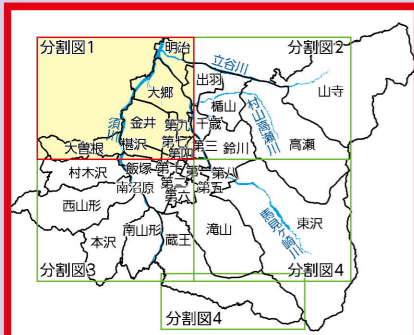 分割図1
明治
分割図2
立谷川
出羽
山寺
大郷
須川
楯山
村山高瀬川
金井
第九
千歳
第七
第三
鈴川
高瀬
大曽根
椹沢
第四
村木沢
飯塚
第二
第一
第八
南沼原
第五
第六
西山形
馬見ヶ崎川
東沢
本沢
南山形
蔵王
滝山
分割図3
分割図4
分割図4